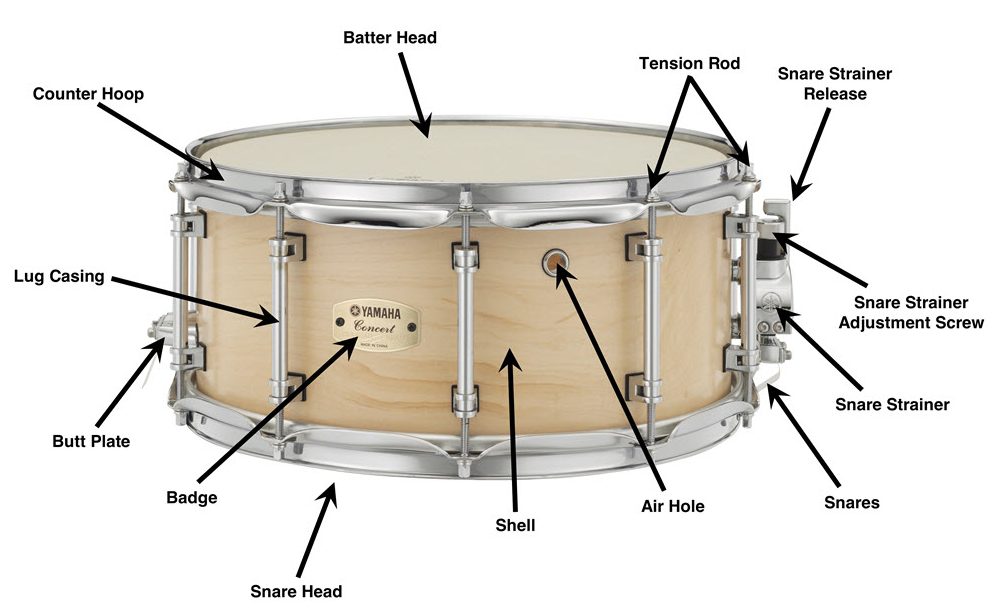 Batter Head
Tension Rod
Snare Strainer
Release
Counter Hoop
Lug Casing
YAMAHA
Concert
MADE IN CHINA
Snare Strainer
Adjustment Screw
Snare Strainer
Butt Plate
Badge
Shell
Air Hole
Snares
Snare Head